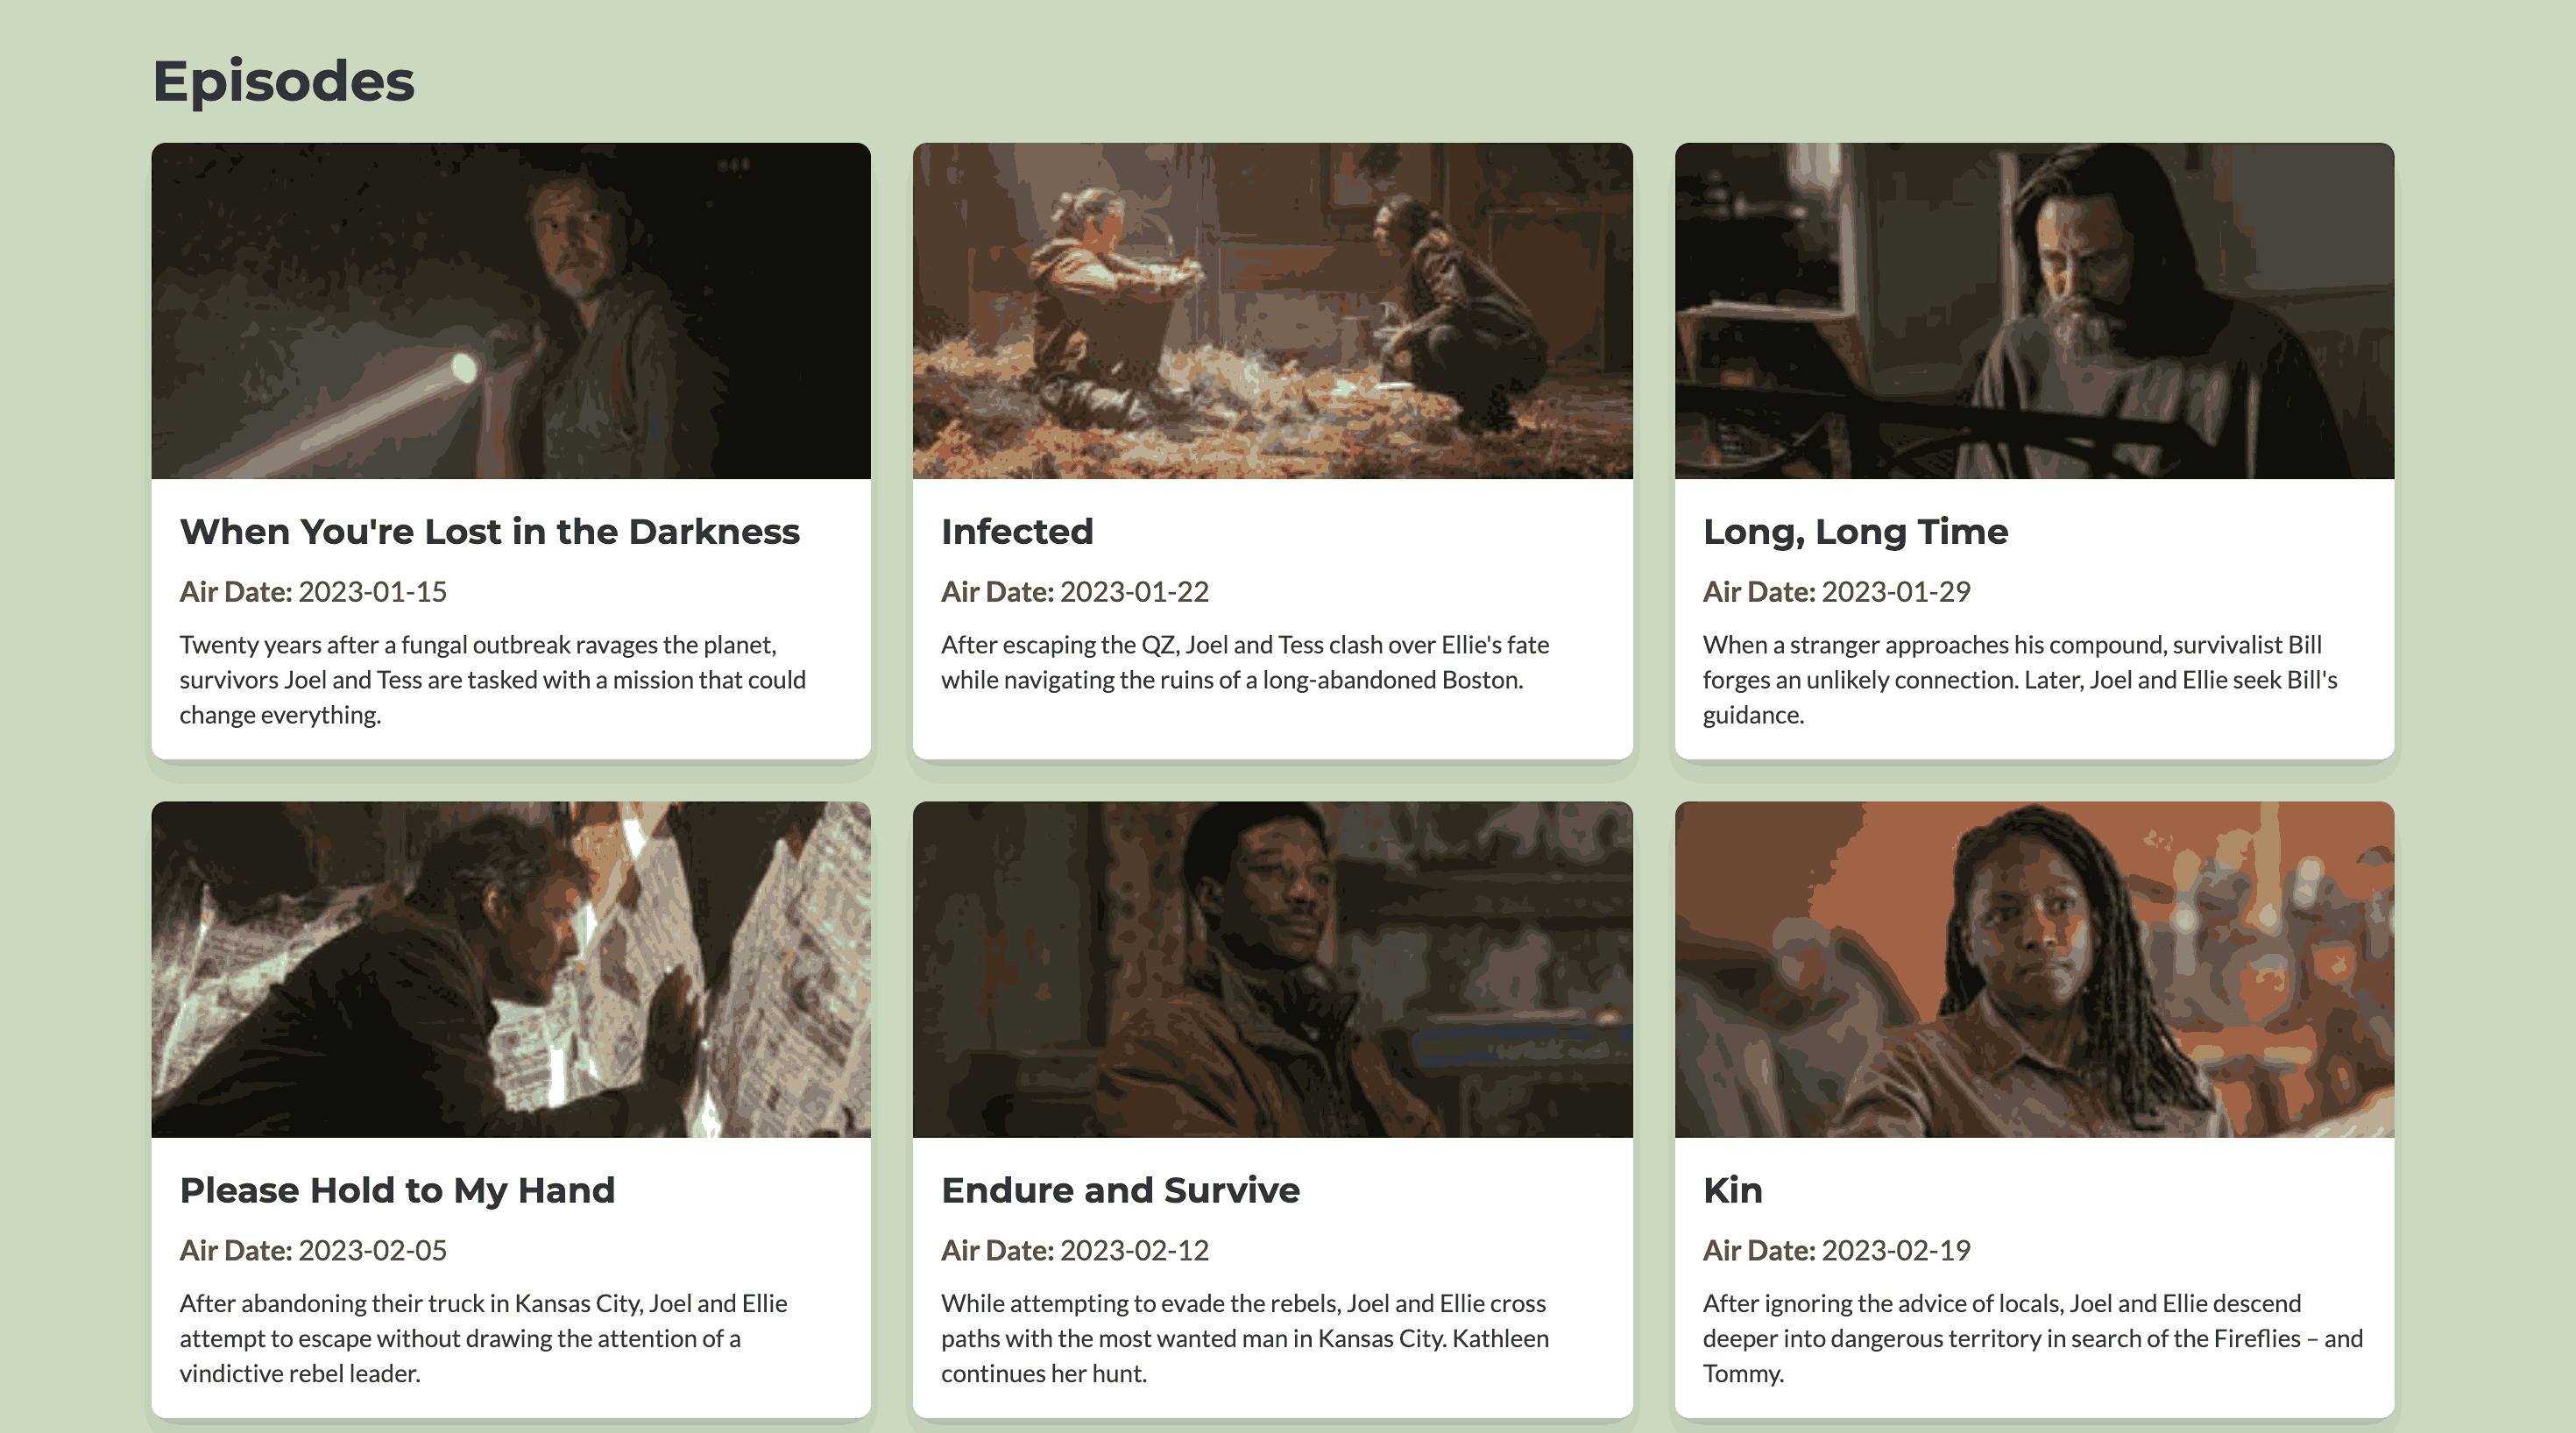 Episodes
When You're Lost in the Darkness
Air Date: 2023-01-15
Twenty years after a fungal outbreak ravages the planet,
survivors Joel and Tess are tasked with a mission that could
change everything.
Infected
Air Date: 2023-01-22
After escaping the QZ, Joel and Tess clash over Ellie's fate
while navigating the ruins of a long-abandoned Boston.
Long, Long Time
Air Date: 2023-01-29
When a stranger approaches his compound, survivalist Bill
forges an unlikely connection. Later, Joel and Ellie seek Bill's
guidance.
Please Hold to My Hand
Air Date: 2023-02-05
After abandoning their truck in Kansas City, Joel and Ellie
attempt to escape without drawing the attention of a
vindictive rebel leader.
Endure and Survive
Air Date: 2023-02-12
While attempting to evade the rebels, Joel and Ellie cross
paths with the most wanted man in Kansas City. Kathleen
continues her hunt.
Kin
Air Date: 2023-02-19
After ignoring the advice of locals, Joel and Ellie descend
deeper into dangerous territory in search of the Fireflies – and
Tommy.